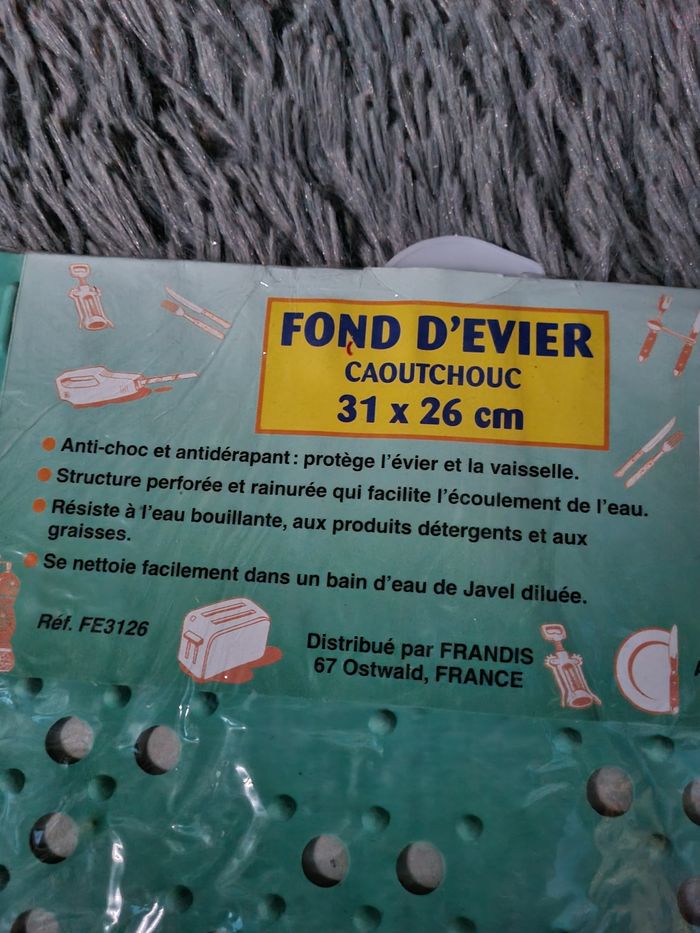 FOND D'EVIER
CAOUTCHOUC
31 x 26 cm
Anti-choc et antidérapant : protège l'évier et la vaisselle.
Structure perforée et rainurée qui facilite l'écoulement de l'eau.
Résiste à l'eau bouillante, aux produits détergents et aux
graisses.
Se nettoie facilement dans un bain d'eau de Javel diluée.
Réf. FE3126
Distribué par FRANDIS
67 Ostwald, FRANCE